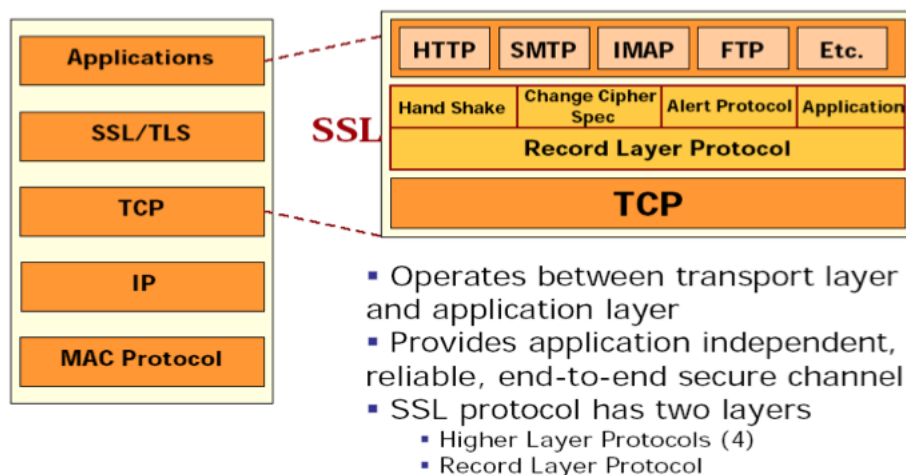 Applications
SSL/TLS
TCP
IP
MAC Protocol
SSL
HTTP SMTP IMAP FTP Etc.
Hand Shake
Change Cipher
Spec
Alert Protocol
Application
Record Layer Protocol
TCP
▪ Operates between transport layer
and application layer
▪ Provides application independent,
reliable, end-to-end secure channel
▪ SSL protocol has two layers
▪ Higher Layer Protocols (4)
▪ Record Layer Protocol